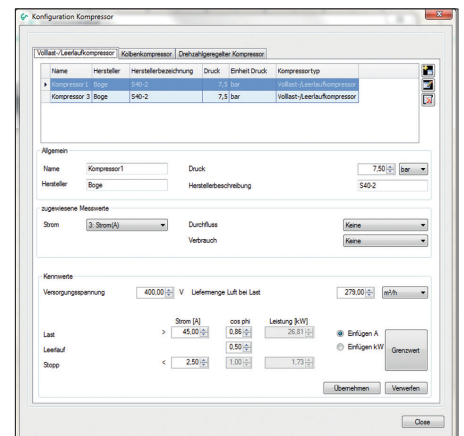 Konfiguration Kompressor
Volllast-/Leerlaufkompressor Kolbenkompressor Drehzahlgeregelter Kompressor
Name Hersteller Herstellerbezeichnung Druck Einheit Druck Kompressortyp
Kompressor1 Boge S40-2 7,5 bar Volllast-/Leerlaufkompressor
Kompressor 3 Boge S40-2 7,5 bar Volllast-/Leerlaufkompressor
Allgemein
Name Kompressor1 Druck 7,50 bar
Hersteller Boge Herstellerbeschreibung S40-2
zugewiesene Messwerte
Strom 3: Strom(A) Durchfluss Keine
Verbrauch Keine
Kennwerte
Versorgungsspannung 400,00 V Liefermenge Luft bei Last 279,00 m³/h
Strom [A] cos phi Leistung [kW]
Last > 45,00 0,86 26,81 Einfügen A
Leerlauf 0,50 Einfügen kW Grenzwert
Stopp < 2,50 1,00 1,73
Übernehmen Verwerfen
Close